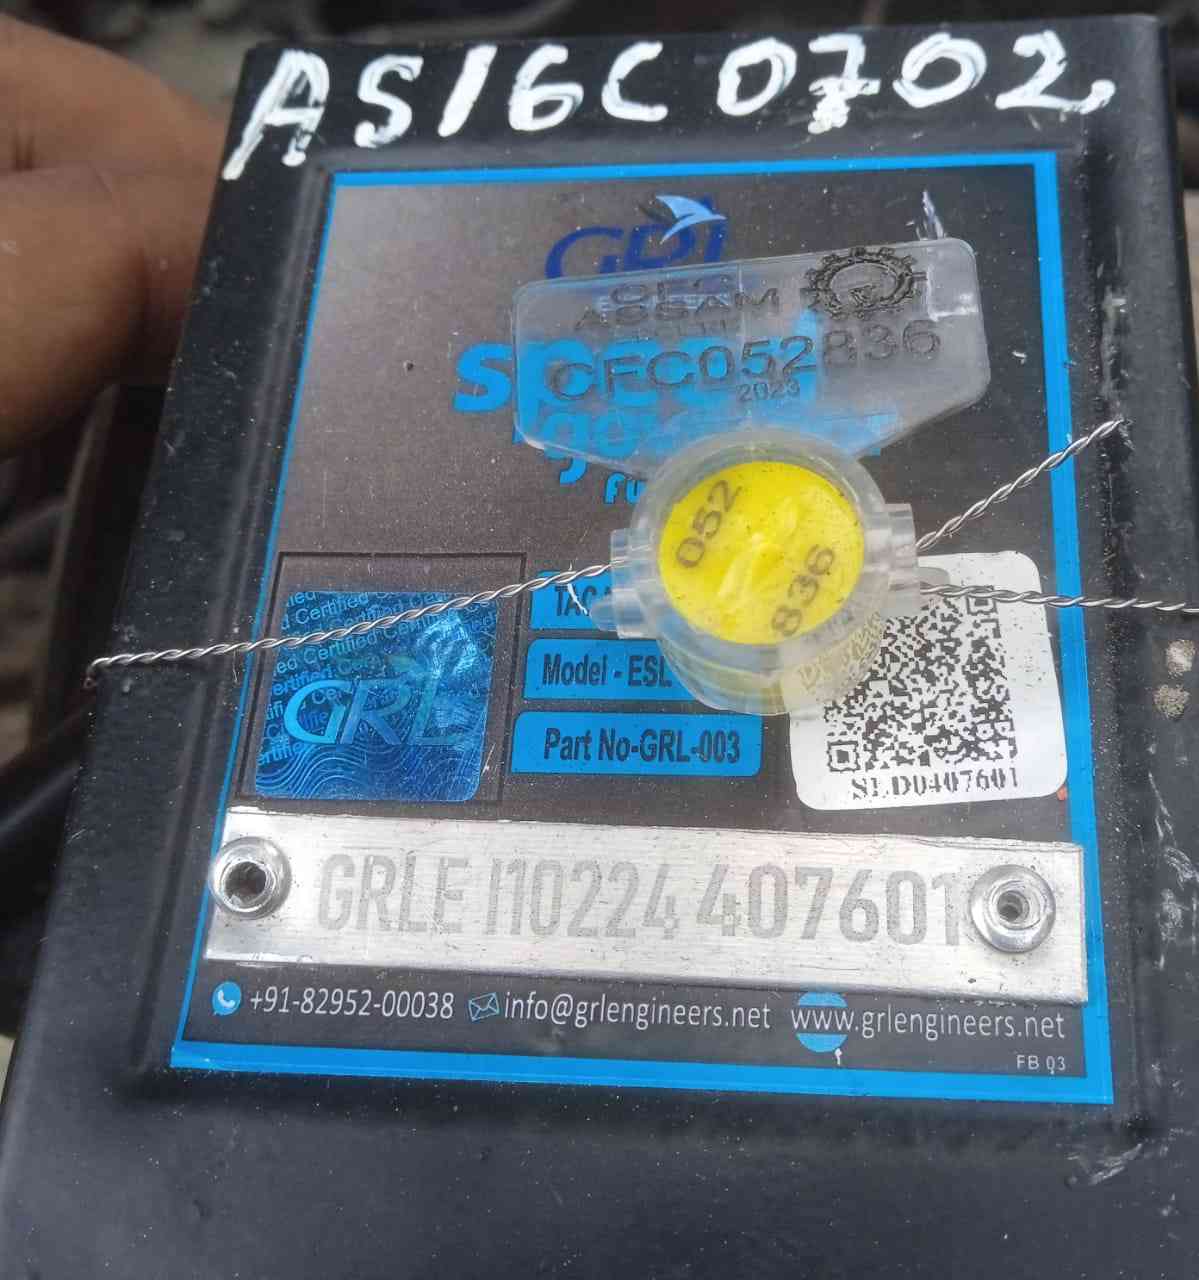 AS16C0702
GRL
ASSAM
CFC052836
2023
052
836
Model - ESL
Part No-GRL-003
GRL
SLD0407601
GRLE I10224 407601
+91-82952-00038 info@grlengineers.net www.grlengineers.net
FB 03